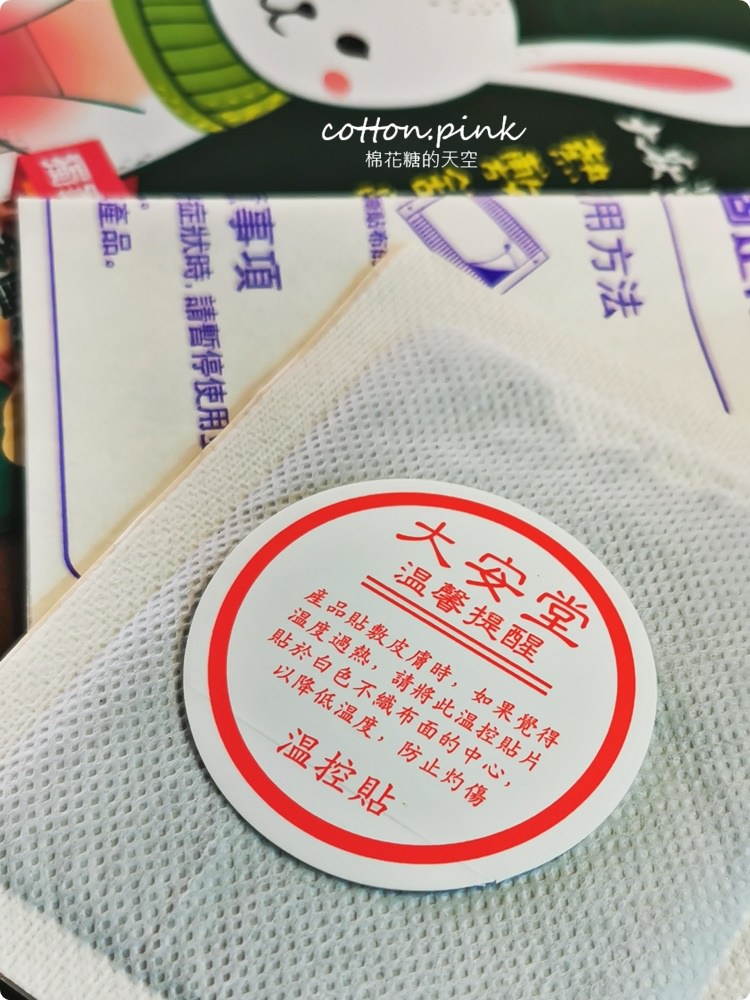 cotton.pink
棉花糖的天空
產品。
事項
症狀時，請暫停使用
用方法
大安堂
溫馨提醒
產品貼敷皮膚時，如果覺得
溫度過熱，請將此溫控貼片
貼於白色不織布面的中心，
以降低溫度，防止灼傷
溫控貼